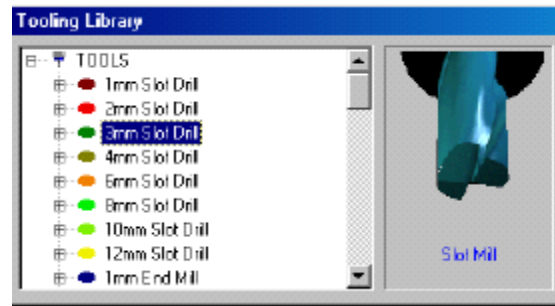 Tooling Library
TOOLS
1mm Slot Drill
2mm Slot Drill
3mm Slot Drill
4mm Slot Drill
6mm Slot Drill
8mm Slot Drill
10mm Slot Drill
12mm Slot Drill
1mm End Mill
Slot Mill